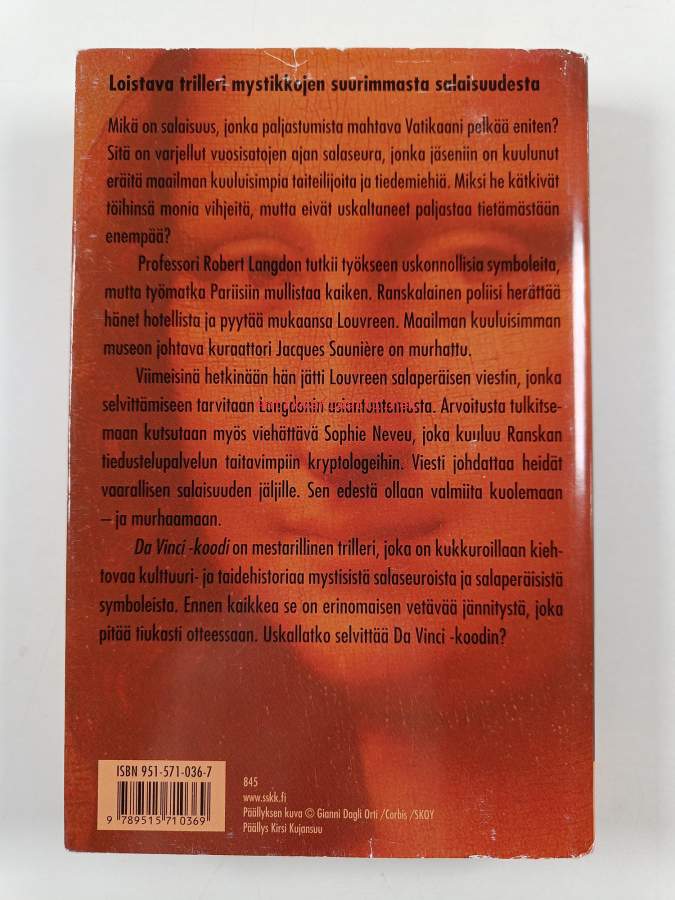 Loistava trilleri mystikkojen suurimmasta salaisuudesta
Mikä on salaisuus, jonka paljastumista mahtava Vatikaani pelkää eniten?
Sitä on varjellut vuosisatojen ajan salaseura, jonka jäseniin on kuulunut
eräitä maailman kuuluisimpia taiteilijoita ja tiedemiehiä. Miksi he kätkivät
töihinsä monia vihjeitä, mutta eivät uskaltaneet paljastaa tietämästään
enempää?
Professori Robert Langdon tutkii työkseen uskonnollisia symboleita,
mutta työmatka Pariisiin mullistaa kaiken. Ranskalainen poliisi herättää
hänet hotellista ja pyytää mukaansa Louvreen. Maailman kuuluisimman
museon johtava kuraattori Jacques Saunière on murhattu.
Viimeisinä hetkinään hän jätti Louvreen salaperäisen viestin, jonka
selvittämiseen tarvitaan Langdonin asiantuntemusta. Arvoitusta tulkitse-
maan kutsutaan myös viehättävä Sophie Neveu, joka kuuluu Ranskan
tiedustelupalvelun taitavimpiin kryptologeihin. Viesti johdattaa heidät
vaarallisen salaisuuden jäljille. Sen edestä ollaan valmiita kuolemaan
– ja murhaamaan.
Da Vinci -koodi on mestarillinen trilleri, joka on kukkuroillaan kieh-
tovaa kulttuuri- ja taidehistoriaa mystisistä salaseuroista ja salaperäisistä
symboleista. Ennen kaikkea se on erinomaisen vetävää jännitystä, joka
pitää tiukasti otteessaan. Uskallatko selvittää Da Vinci -koodin?
ISBN 951-571-036-7
9 789515 710369
845
www.sskk.fi
Päällyksen kuva © Gianni Dagli Orti /Corbis/SKOY
Päällys Kirsi Kujansuu